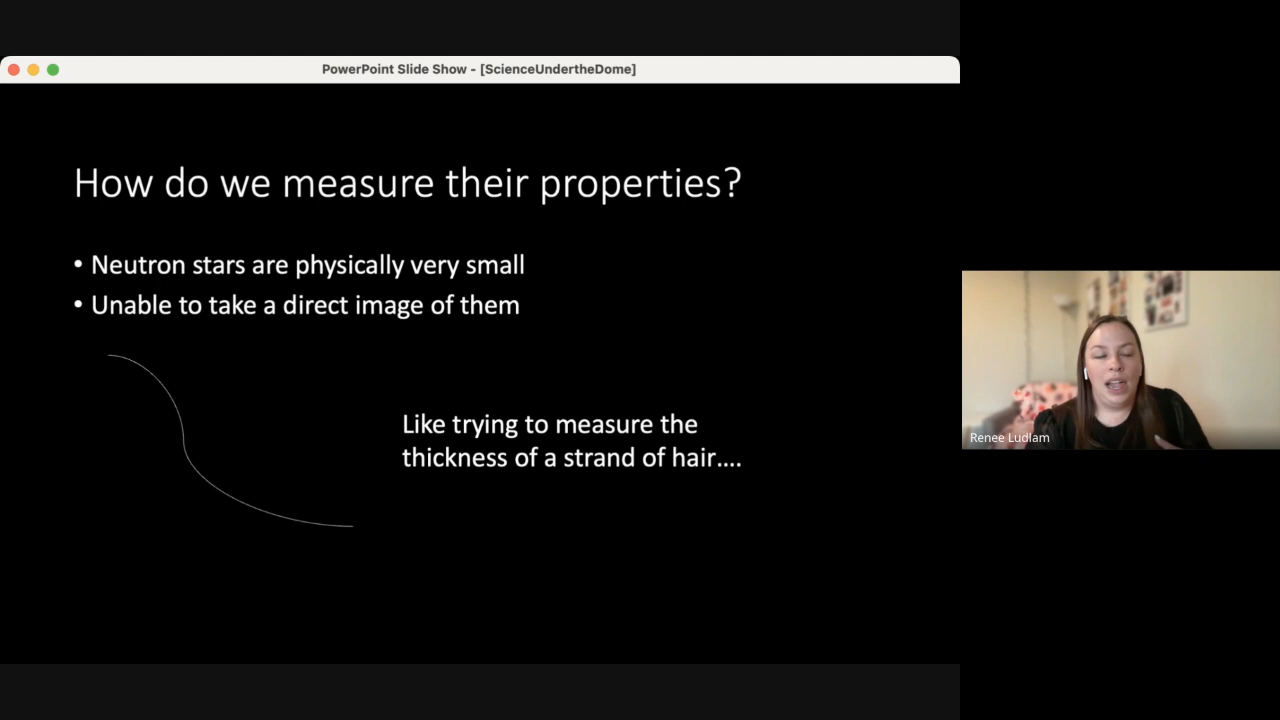 PowerPoint Slide Show - [ScienceUndertheDome]
How do we measure their properties?
• Neutron stars are physically very small
• Unable to take a direct image of them
Like trying to measure the
thickness of a strand of hair....
Renee Ludlam